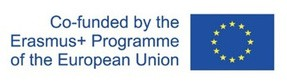 Co-funded by the
Erasmus+ Programme
of the European Union